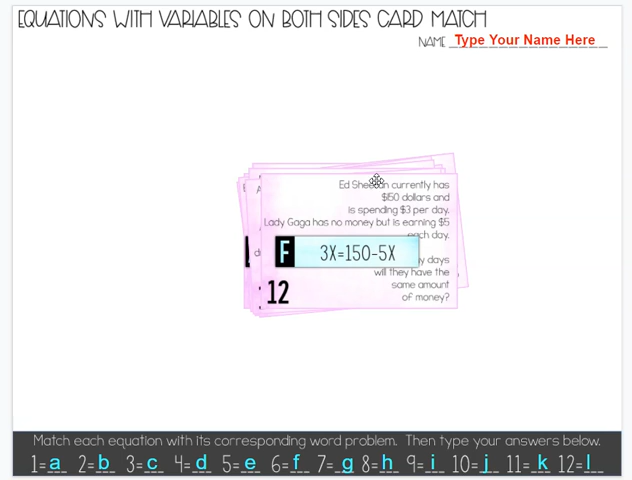 EQUATIONS WITH VARIABLES ON BOTH SIDES CARD MATCH
NAME Type Your Name Here
Ed Sheeran currently has
$150 dollars and
is spending $3 per day.
Lady Gaga has no money but is earning $5
each day.
F 3X=150-5X
days
will they have the
same amount
of money?
12
Match each equation with its corresponding word problem. Then type your answers below.
1=a 2=b 3=c 4=d 5=e 6=f 7=g 8=h 9=i 10=j 11=k 12=l